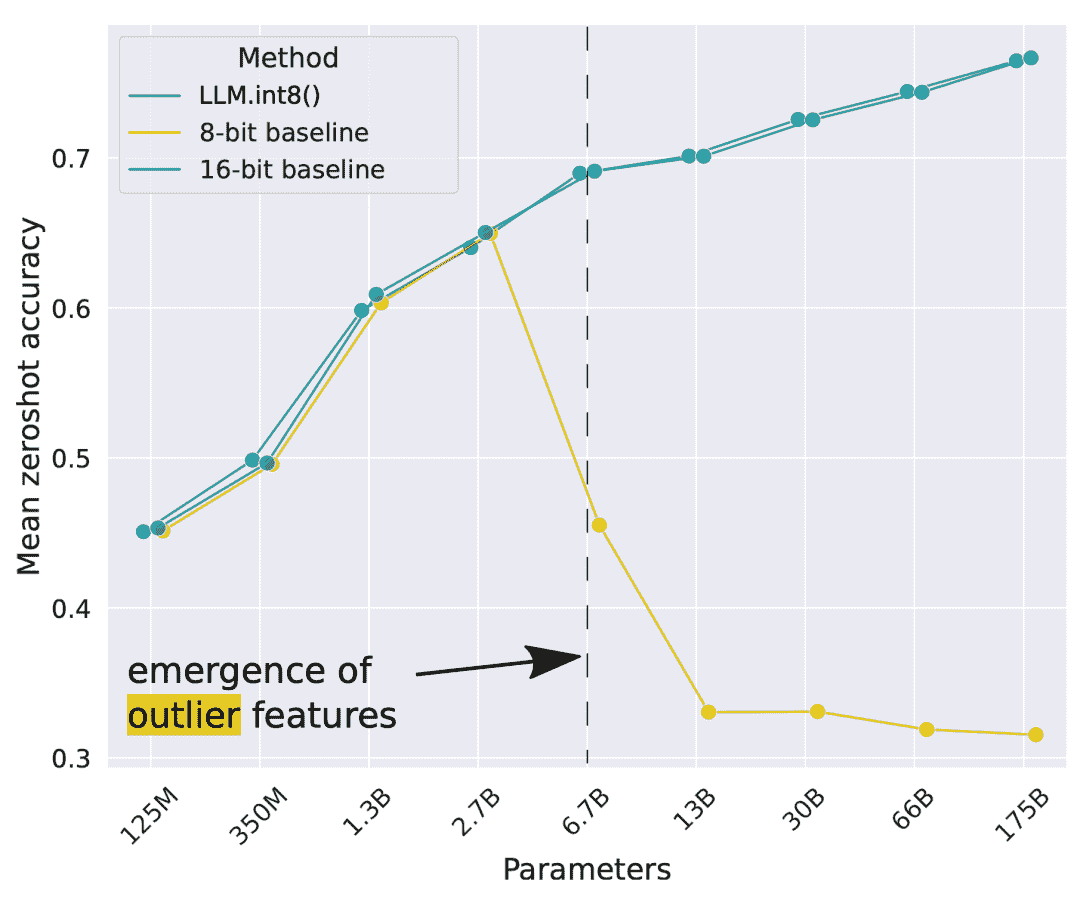 Method
LLM.int8()
8-bit baseline
16-bit baseline
Mean zeroshot accuracy
0.7
0.6
0.5
0.4
0.3
emergence of
outlier features
125M
350M
1.3B
2.7B
6.7B
13B
30B
66B
175B
Parameters